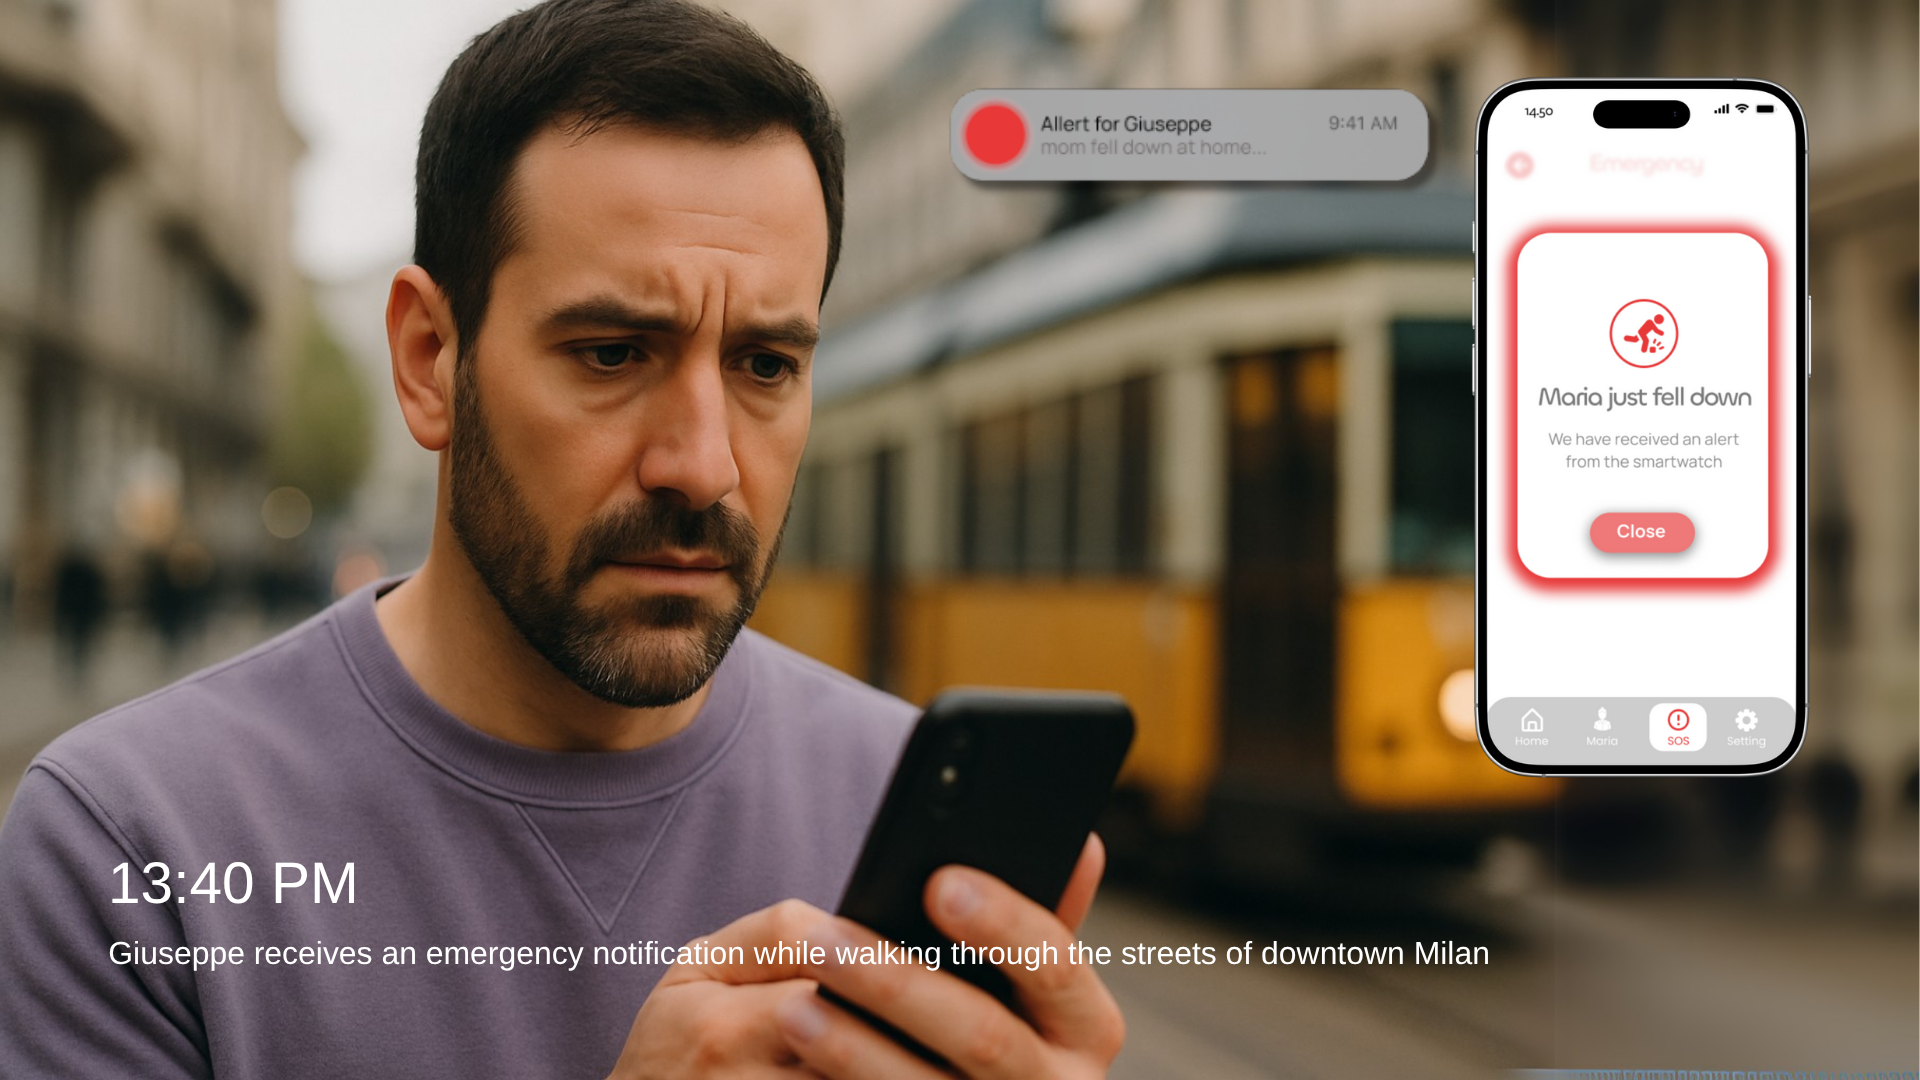 Allert for Giuseppe
9:41 AM
mom fell down at home...
14.50
Emergency
Maria just fell down
We have received an alert
from the smartwatch
Close
Home
Maria
SOS
Setting
13:40 PM
Giuseppe receives an emergency notification while walking through the streets of downtown Milan